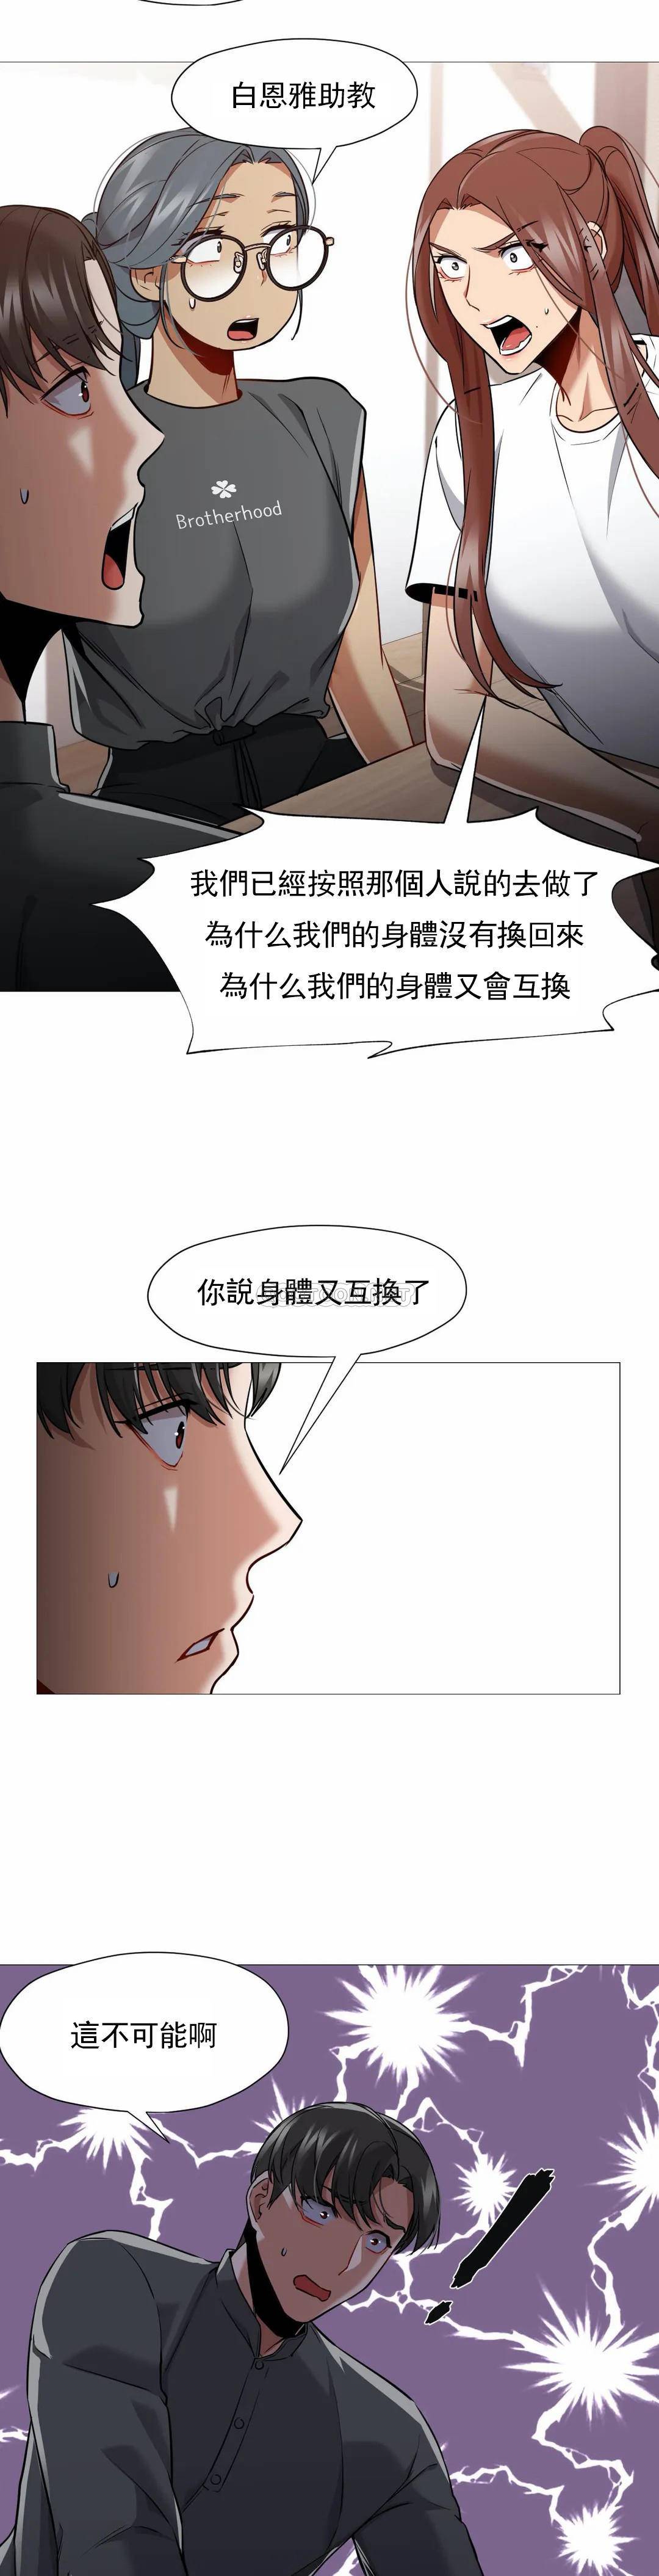 白恩雅助教
Brotherhood
我們已經按照那個人說的去做了
為什么我們的身體沒有換回來
為什么我們的身體又會互換
你說身體又互換了
這不可能啊